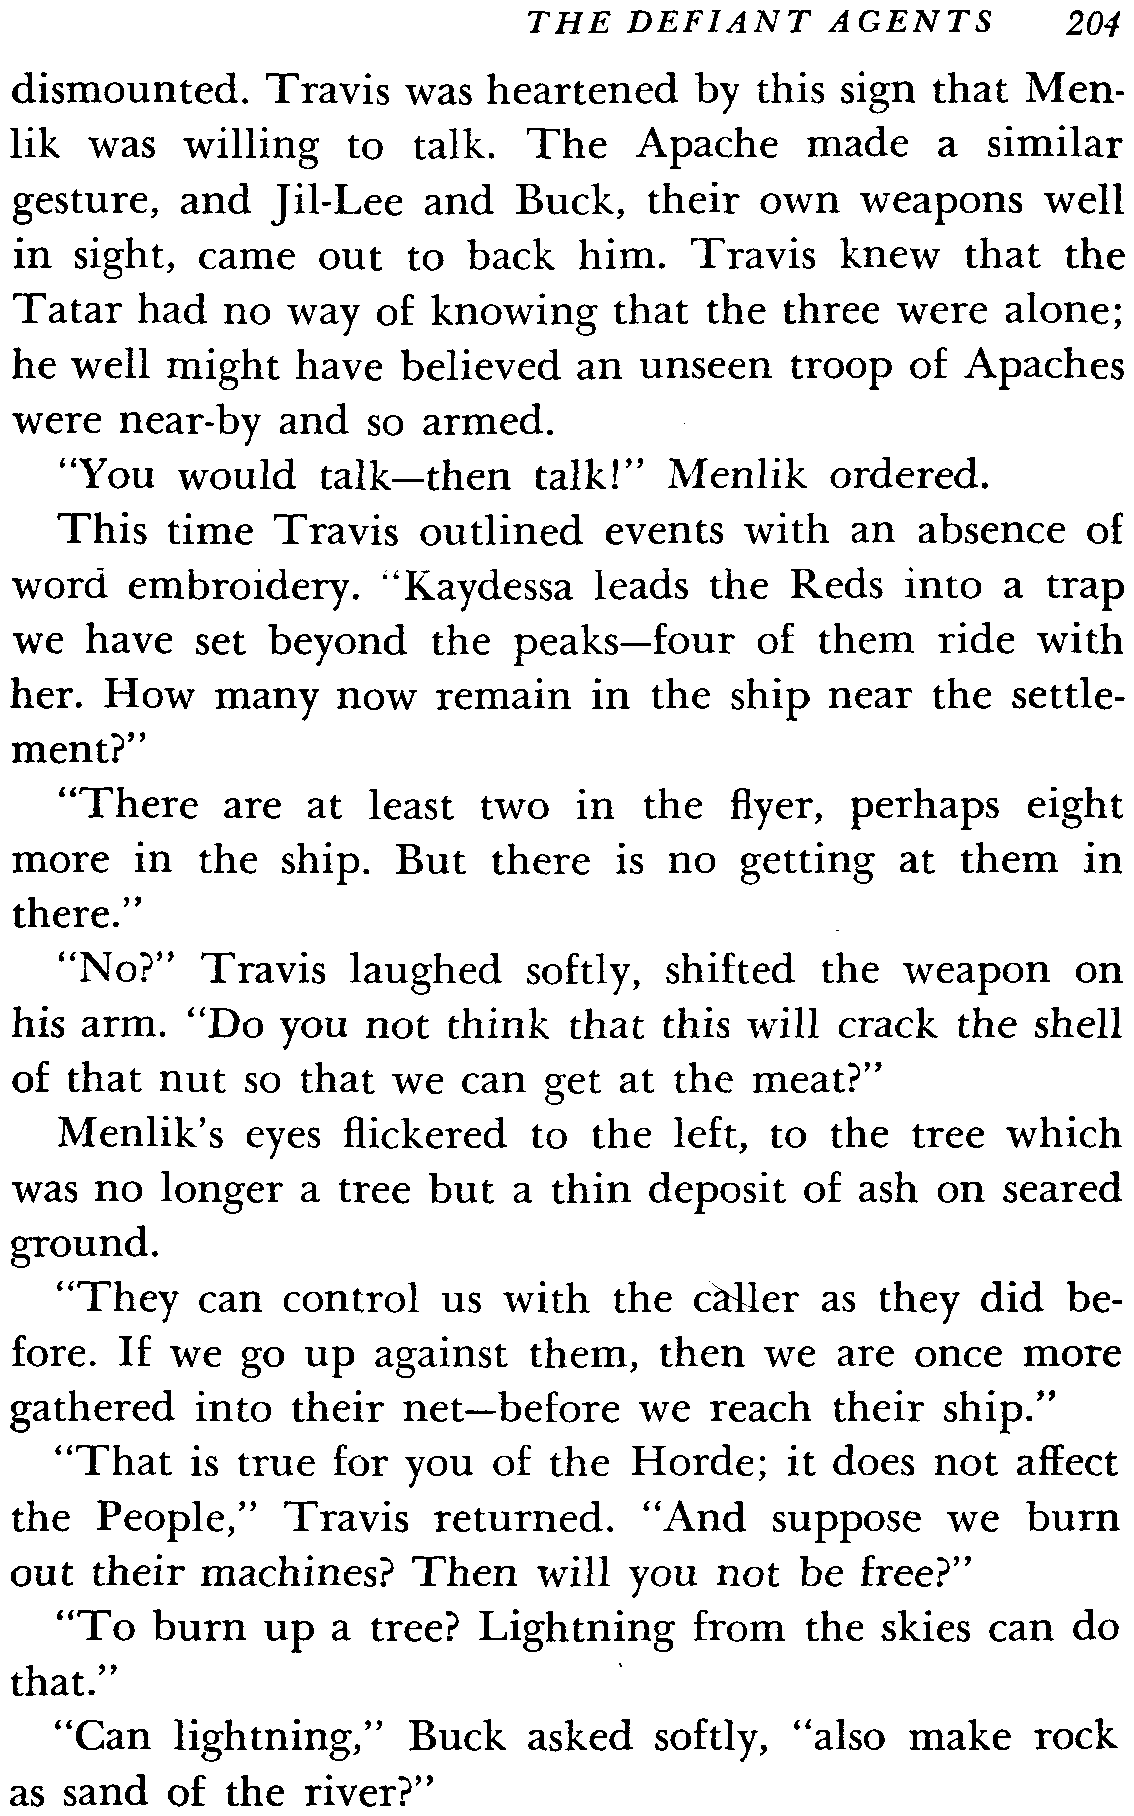 THE DEFIANT AGENTS 204
dismounted. Travis was heartened by this sign that Men-
lik was willing to talk. The Apache made a similar
gesture, and Jil-Lee and Buck, their own weapons well
in sight, came out to back him. Travis knew that the
Tatar had no way of knowing that the three were alone;
he well might have believed an unseen troop of Apaches
were near-by and so armed.
"You would talk—then talk!" Menlik ordered.
This time Travis outlined events with an absence of
word embroidery. "Kaydessa leads the Reds into a trap
we have set beyond the peaks—four of them ride with
her. How many now remain in the ship near the settle-
ment?"
"There are at least two in the flyer, perhaps eight
more in the ship. But there is no getting at them in
there."
"No?" Travis laughed softly, shifted the weapon on
his arm. "Do you not think that this will crack the shell
of that nut so that we can get at the meat?"
Menlik's eyes flickered to the left, to the tree which
was no longer a tree but a thin deposit of ash on seared
ground.
"They can control us with the caller as they did be-
fore. If we go up against them, then we are once more
gathered into their net—before we reach their ship."
"That is true for you of the Horde; it does not affect
the People," Travis returned. "And suppose we burn
out their machines? Then will you not be free?"
"To burn up a tree? Lightning from the skies can do
that."
"Can lightning," Buck asked softly, "also make rock
as sand of the river?"